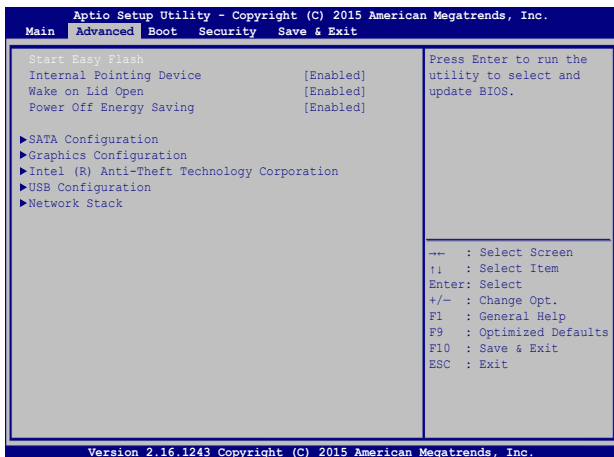 Aptio Setup Utility - Copyright (C) 2015 American Megatrends, Inc.
Main Advanced Boot Security Save & Exit
Start Easy Flash
Internal Pointing Device [Enabled]
Wake on Lid Open [Enabled]
Power Off Energy Saving [Enabled]
▶SATA Configuration
▶Graphics Configuration
▶Intel (R) Anti-Theft Technology Corporation
▶USB Configuration
▶Network Stack
Press Enter to run the
utility to select and
update BIOS.
→← : Select Screen
↑↓ : Select Item
Enter: Select
+/— : Change Opt.
F1 : General Help
F9 : Optimized Defaults
F10 : Save & Exit
ESC : Exit
Version 2.16.1243 Copyright (C) 2015 American Megatrends, Inc.